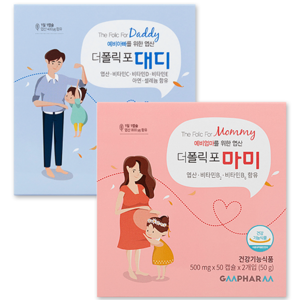 The Folic For Daddy
예비아빠를 위한 엽산
더폴릭 포 대디
엽산·비타민C·비타민D·비타민E
아연·셀레늄 함유
The Folic For Mommy
예비엄마를 위한 엽산
더폴릭 포 마미
엽산·비타민B₆·비타민B₁₂ 함유
건강기능식품
500 mg x 50 캡슐 x 2개입 (50 g)
GAAPHARAA